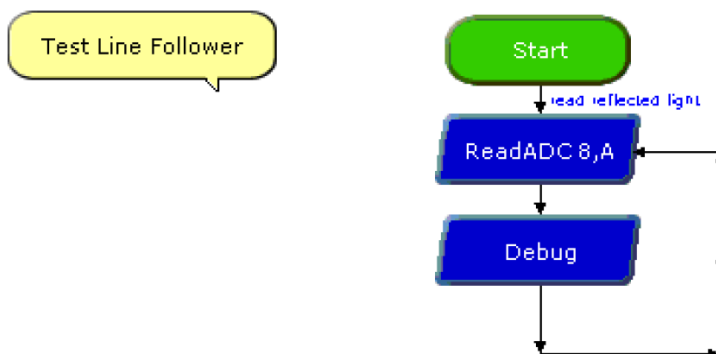 Test Line Follower
Start
read reflected light
ReadADC 8,A
Debug